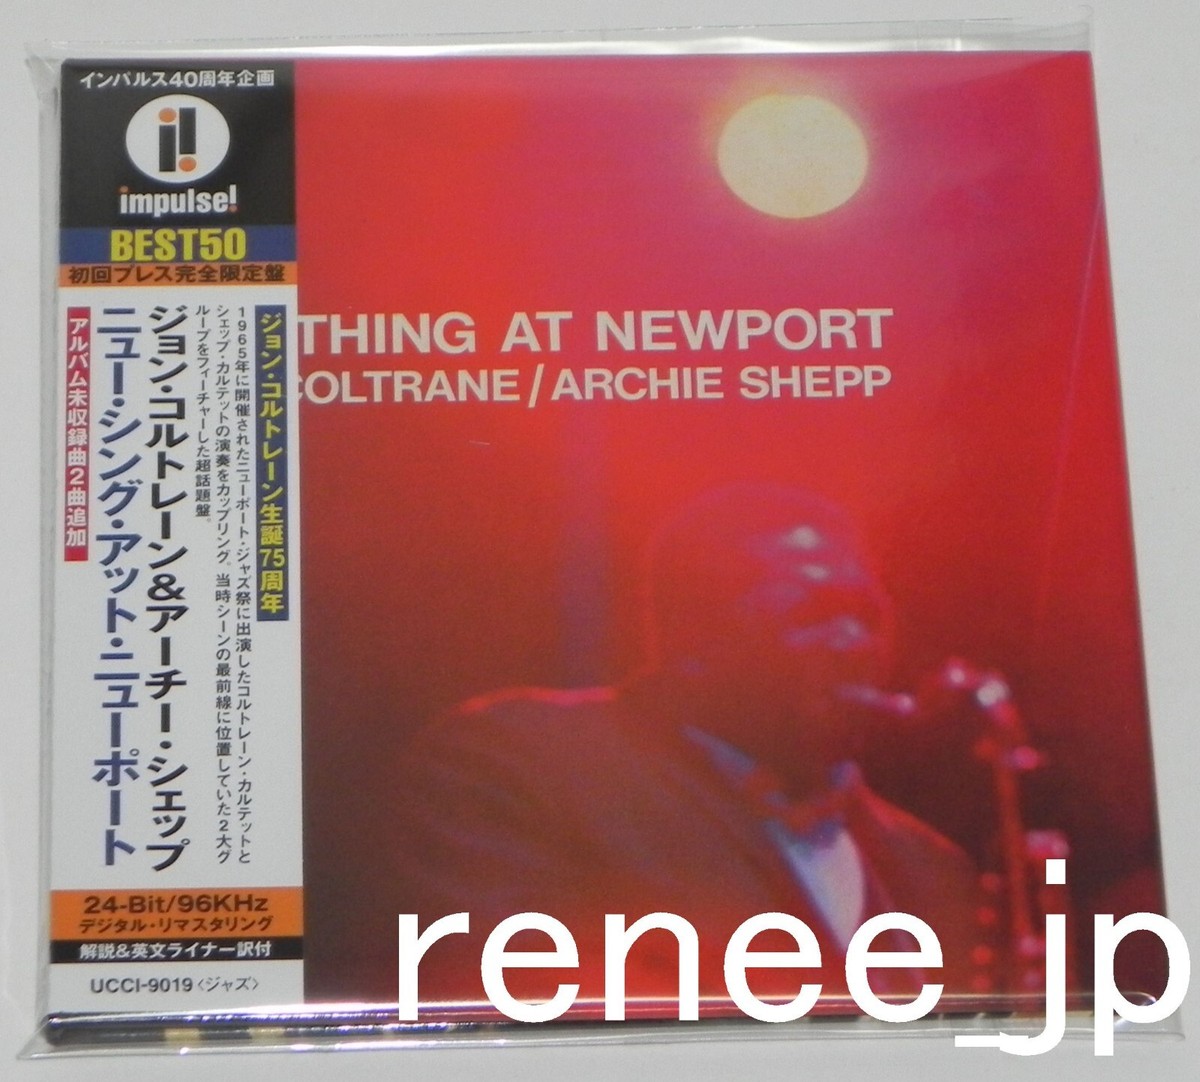 インパルス40周年企画
i!
impulse!
BEST50
初回プレス完全限定盤
ジョン・コルトレーン生誕75周年
1965年に開催されたニューポート・ジャズ祭に出演したコルトレーン・カルテットと
シェップ・カルテットの演奏をカップリング。当時シーンの最前線に位置していた2大グ
ループをフィーチャーした超話題盤。
ジョン・コルトレーン&アーチー・シェップ
ニュー・シング・アット・ニューポート
アルバム未収録曲2曲追加
24-Bit/96KHz
デジタル・リマスタリング
解説&英文ライナー訳付
UCCI-9019〈ジャズ〉
THING AT NEWPORT
COLTRANE/ARCHIE SHEPP
renee_jp